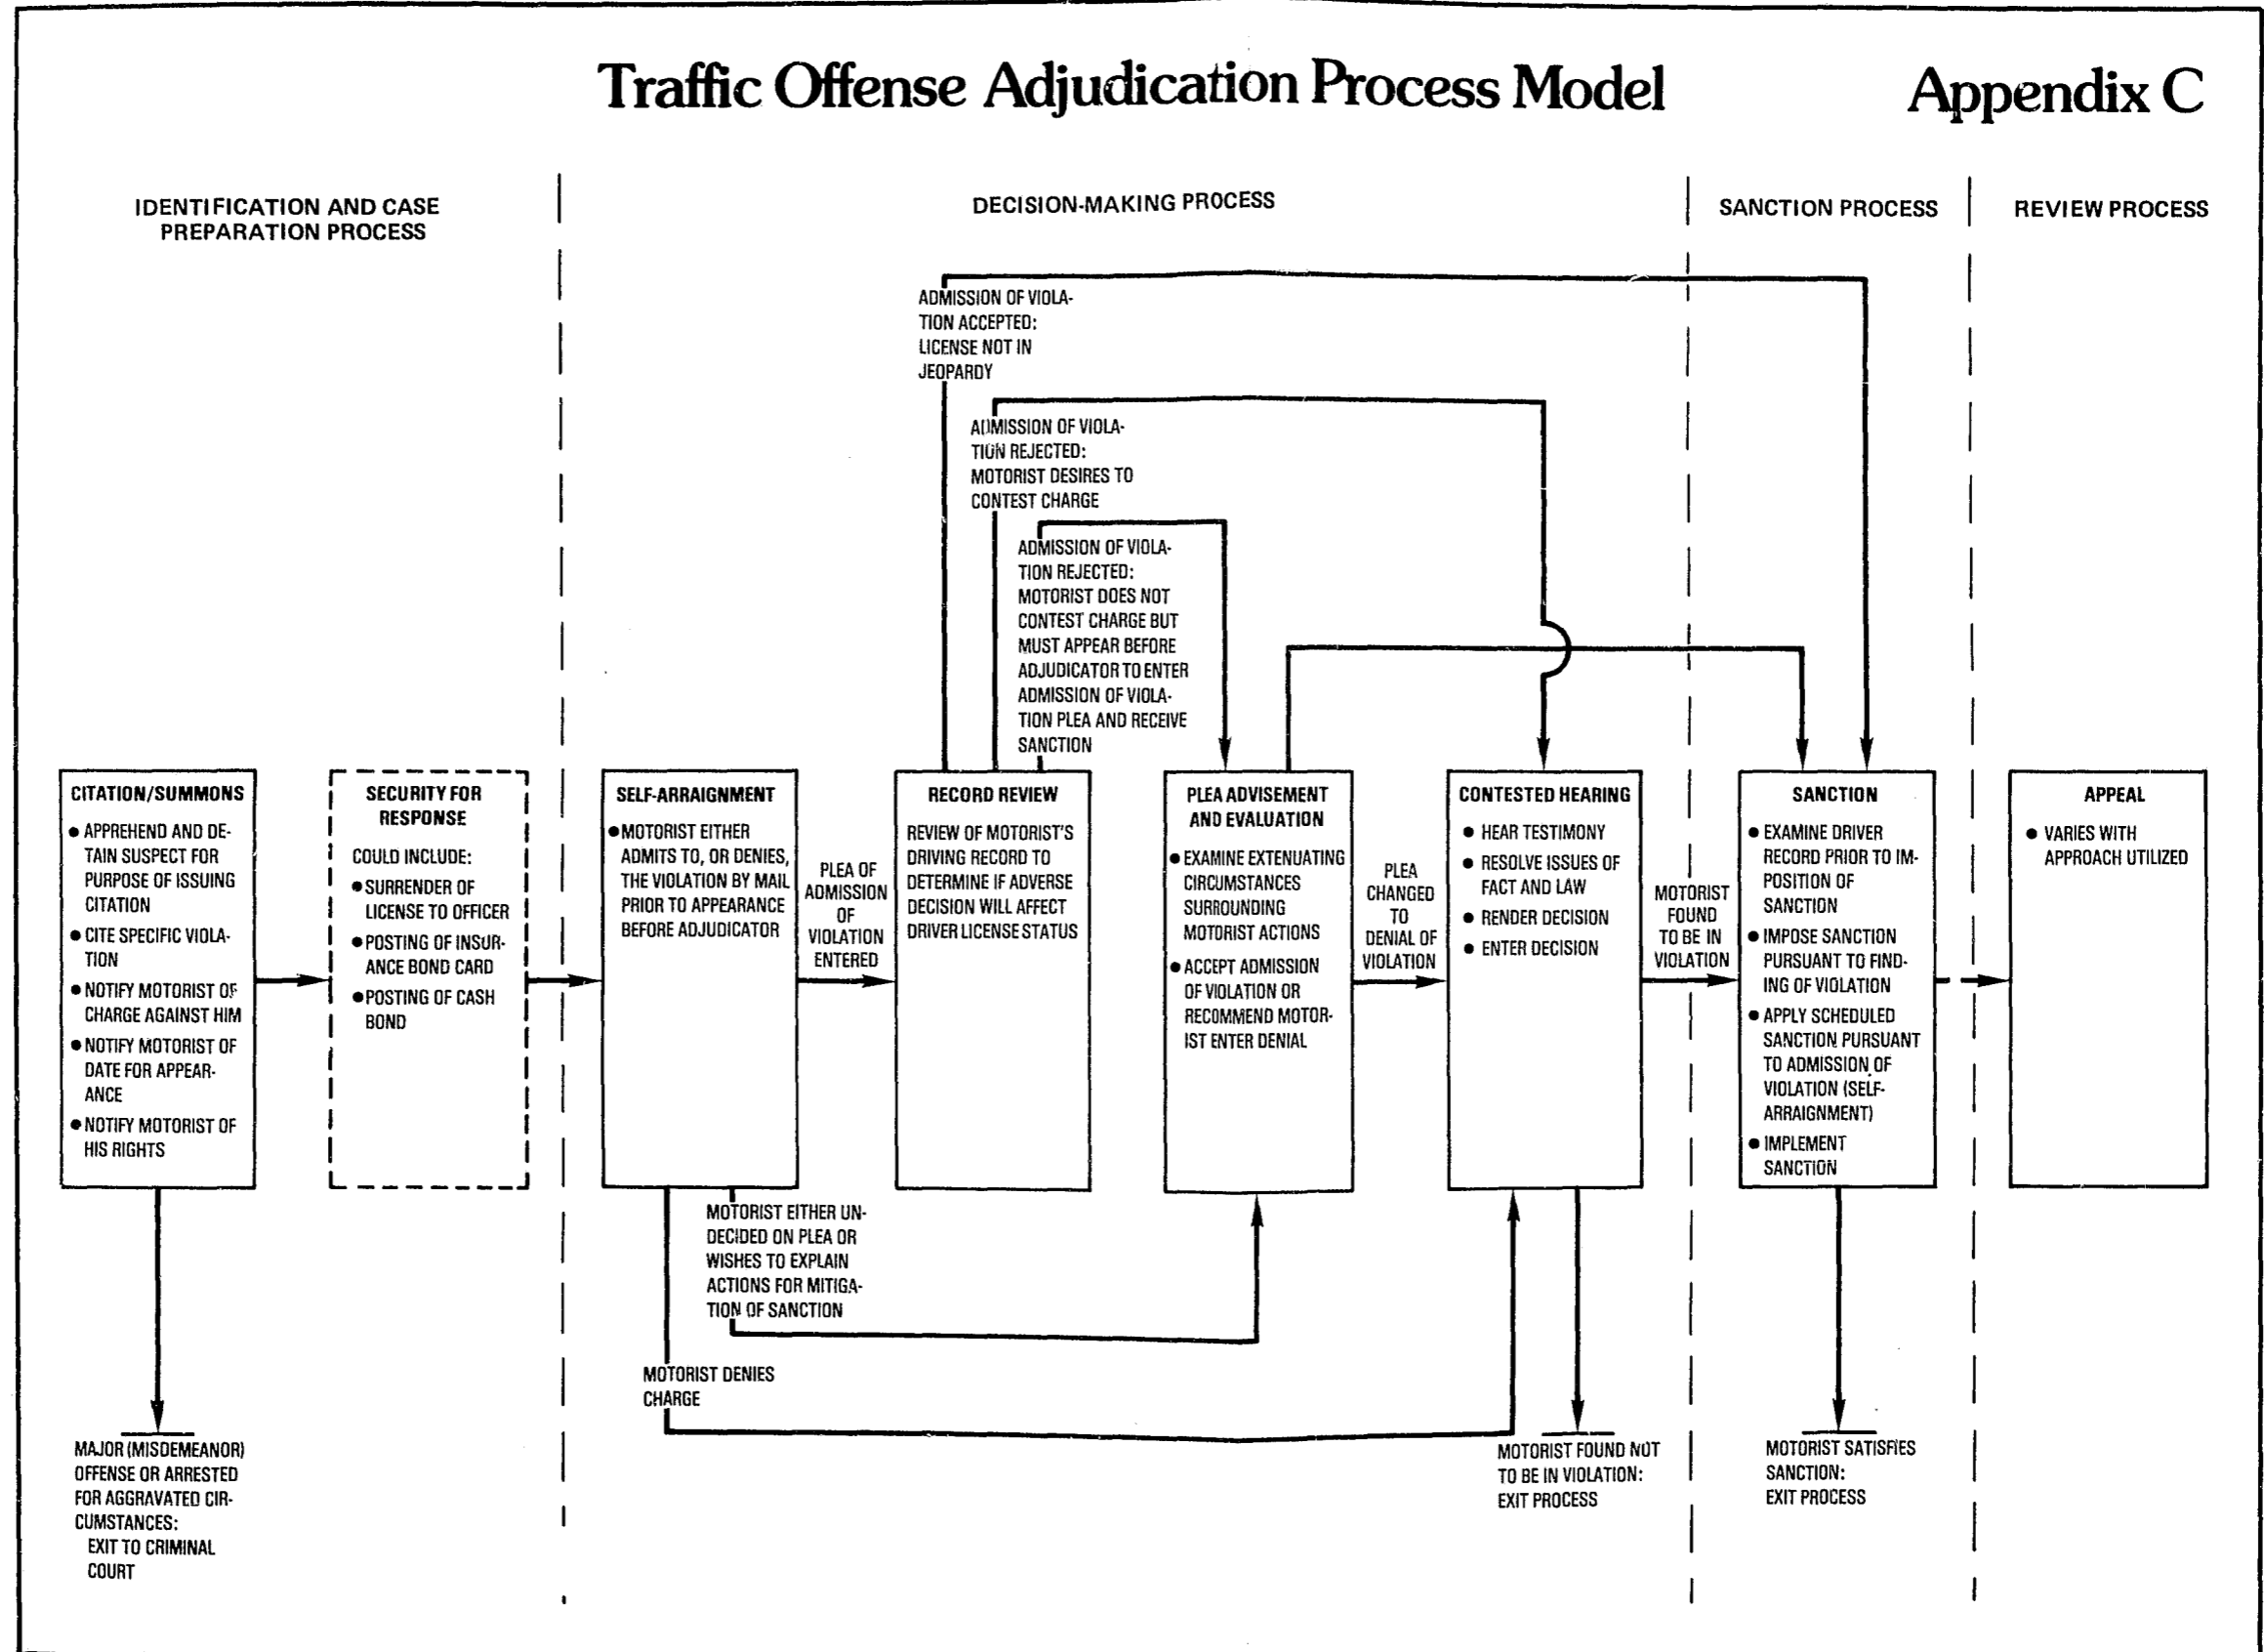 Traffic Offense Adjudication Process Model
Appendix C
IDENTIFICATION AND CASE
PREPARATION PROCESS
DECISION-MAKING PROCESS
SANCTION PROCESS
REVIEW PROCESS
ADMISSION OF VIOLA-
TION ACCEPTED:
LICENSE NOT IN
JEOPARDY
ADMISSION OF VIOLA-
TION REJECTED:
MOTORIST DESIRES TO
CONTEST CHARGE
ADMISSION OF VIOLA-
TION REJECTED:
MOTORIST DOES NOT
CONTEST CHARGE BUT
MUST APPEAR BEFORE
ADJUDICATOR TO ENTER
ADMISSION OF VIOLA-
TION PLEA AND RECEIVE
SANCTION
CITATION/SUMMONS
● APPREHEND AND DE-
TAIN SUSPECT FOR
PURPOSE OF ISSUING
CITATION
● CITE SPECIFIC VIOLA-
TION
● NOTIFY MOTORIST OF
CHARGE AGAINST HIM
● NOTIFY MOTORIST OF
DATE FOR APPEAR-
ANCE
● NOTIFY MOTORIST OF
HIS RIGHTS
SECURITY FOR
RESPONSE
COULD INCLUDE:
● SURRENDER OF
LICENSE TO OFFICER
● POSTING OF INSUR-
ANCE BOND CARD
● POSTING OF CASH
BOND
SELF-ARRAIGNMENT
● MOTORIST EITHER
ADMITS TO, OR DENIES,
THE VIOLATION BY MAIL
PRIOR TO APPEARANCE
BEFORE ADJUDICATOR
PLEA OF
ADMISSION
OF
VIOLATION
ENTERED
RECORD REVIEW
REVIEW OF MOTORIST'S
DRIVING RECORD TO
DETERMINE IF ADVERSE
DECISION WILL AFFECT
DRIVER LICENSE STATUS
PLEA ADVISEMENT
AND EVALUATION
● EXAMINE EXTENUATING
CIRCUMSTANCES
SURROUNDING
MOTORIST ACTIONS
● ACCEPT ADMISSION
OF VIOLATION OR
RECOMMEND MOTOR-
IST ENTER DENIAL
PLEA
CHANGED
TO
DENIAL OF
VIOLATION
CONTESTED HEARING
● HEAR TESTIMONY
● RESOLVE ISSUES OF
FACT AND LAW
● RENDER DECISION
● ENTER DECISION
MOTORIST
FOUND
TO BE IN
VIOLATION
SANCTION
● EXAMINE DRIVER
RECORD PRIOR TO IM-
POSITION OF
SANCTION
● IMPOSE SANCTION
PURSUANT TO FIND-
ING OF VIOLATION
● APPLY SCHEDULED
SANCTION PURSUANT
TO ADMISSION OF
VIOLATION (SELF-
ARRAIGNMENT)
● IMPLEMENT
SANCTION
APPEAL
● VARIES WITH
APPROACH UTILIZED
MOTORIST EITHER UN-
DECIDED ON PLEA OR
WISHES TO EXPLAIN
ACTIONS FOR MITIGA-
TION OF SANCTION
MOTORIST DENIES
CHARGE
MAJOR (MISDEMEANOR)
OFFENSE OR ARRESTED
FOR AGGRAVATED CIR-
CUMSTANCES:
EXIT TO CRIMINAL
COURT
MOTORIST FOUND NOT
TO BE IN VIOLATION:
EXIT PROCESS
MOTORIST SATISFIES
SANCTION:
EXIT PROCESS